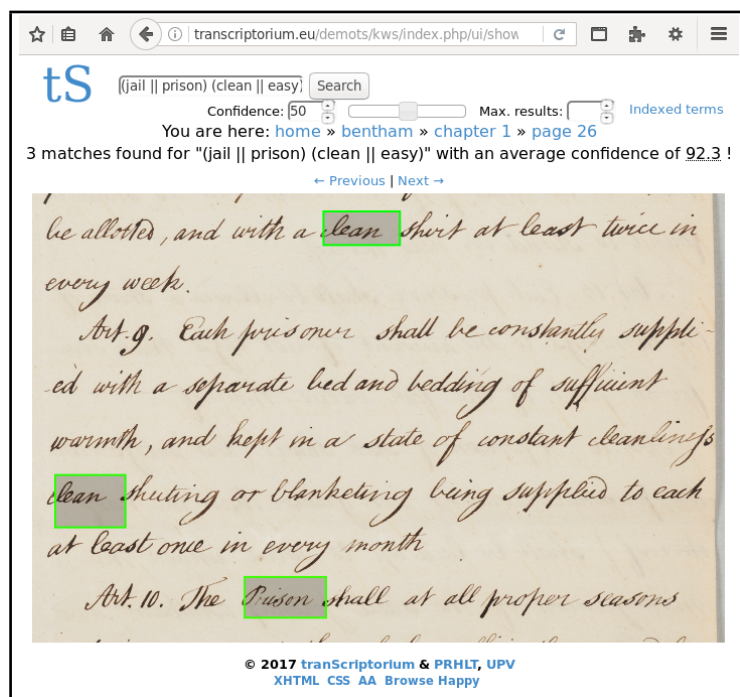 transcriptorium.eu/demots/kws/index.php/ui/show
tS
(jail || prison) (clean || easy)
Search
Confidence: 50
Max. results:
Indexed terms
You are here: home » bentham » chapter 1 » page 26
3 matches found for "(jail || prison) (clean || easy)" with an average confidence of 92.3 !
← Previous | Next →
be allotted, and with a clean shirt at least twice in
every week.
Art. 9. Each prisoner shall be constantly suppli-
ed with a separate bed and bedding of sufficient
warmth, and kept in a state of constant cleanliness
clean sheeting or blanketing being supplied to each
at least once in every month
Art. 10. The Prison shall at all proper seasons
© 2017 tranScriptorium & PRHLT, UPV
XHTML CSS AA Browse Happy